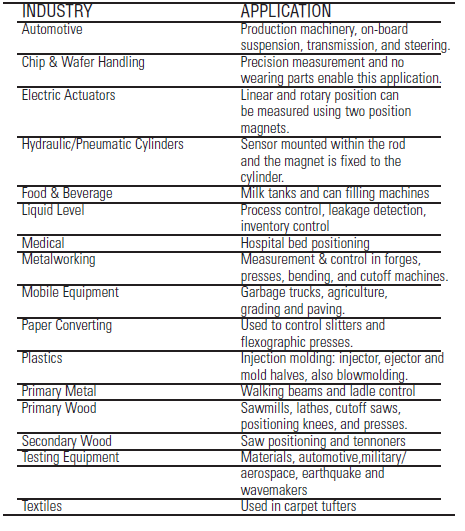 INDUSTRY APPLICATION
Automotive Production machinery, on-board
suspension, transmission, and steering.
Chip & Wafer Handling Precision measurement and no
wearing parts enable this application.
Electric Actuators Linear and rotary position can
be measured using two position
magnets.
Hydraulic/Pneumatic Cylinders Sensor mounted within the rod
and the magnet is fixed to the
cylinder.
Food & Beverage Milk tanks and can filling machines
Liquid Level Process control, leakage detection,
inventory control
Medical Hospital bed positioning
Metalworking Measurement & control in forges,
presses, bending, and cutoff machines.
Mobile Equipment Garbage trucks, agriculture,
grading and paving.
Paper Converting Used to control slitters and
flexographic presses.
Plastics Injection molding: injector, ejector and
mold halves, also blowmolding.
Primary Metal Walking beams and ladle control
Primary Wood Sawmills, lathes, cutoff saws,
positioning knees, and presses.
Secondary Wood Saw positioning and tennoners
Testing Equipment Materials, automotive,military/
aerospace, earthquake and
wavemakers
Textiles Used in carpet tufters